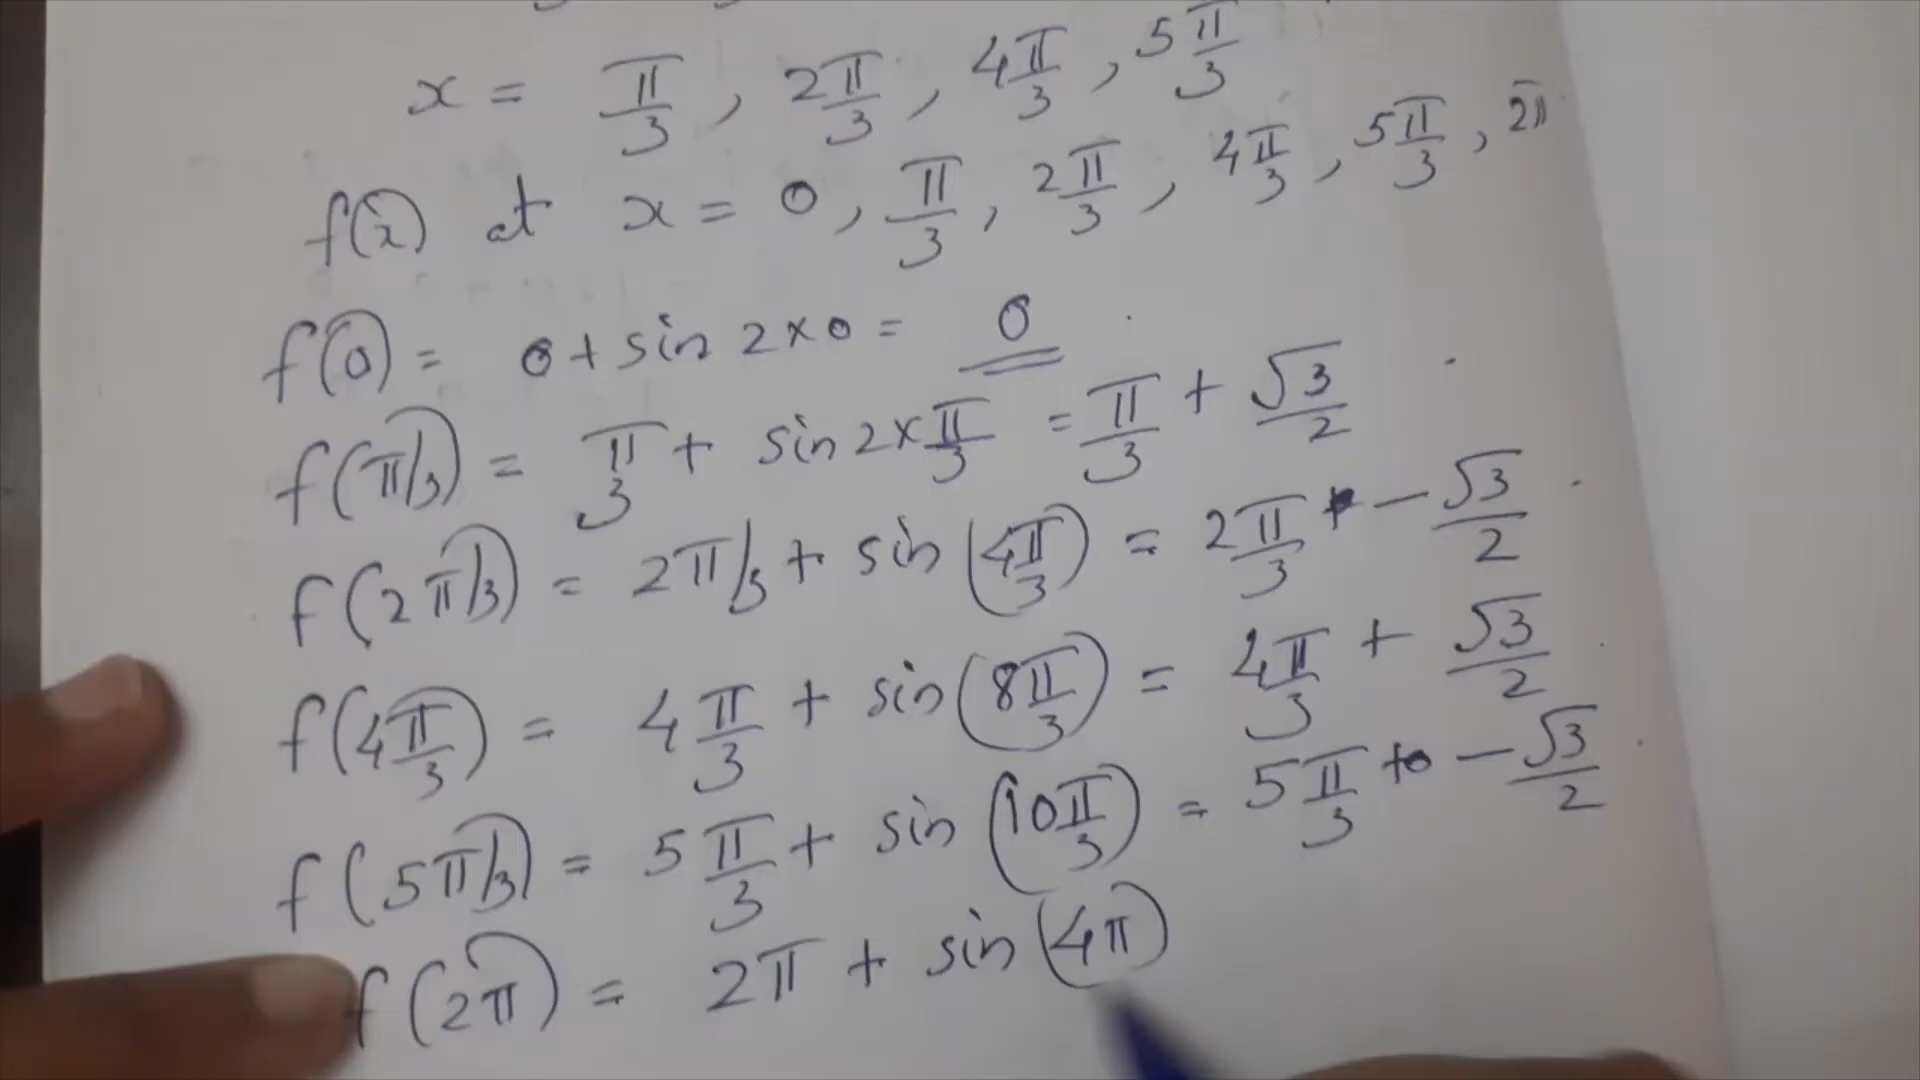 x = π/3, 2π/3, 4π/3, 5π/3
f(x) at x = 0, π/3, 2π/3, 4π/3, 5π/3, 2π
f(0) = 0 + sin 2×0 = 0
f(π/3) = π/3 + sin 2×π/3 = π/3 + √3/2
f(2π/3) = 2π/3 + sin(4π/3) = 2π/3 - √3/2
f(4π/3) = 4π/3 + sin(8π/3) = 4π/3 + √3/2
f(5π/3) = 5π/3 + sin(10π/3) = 5π/3 - √3/2
f(2π) = 2π + sin(4π)